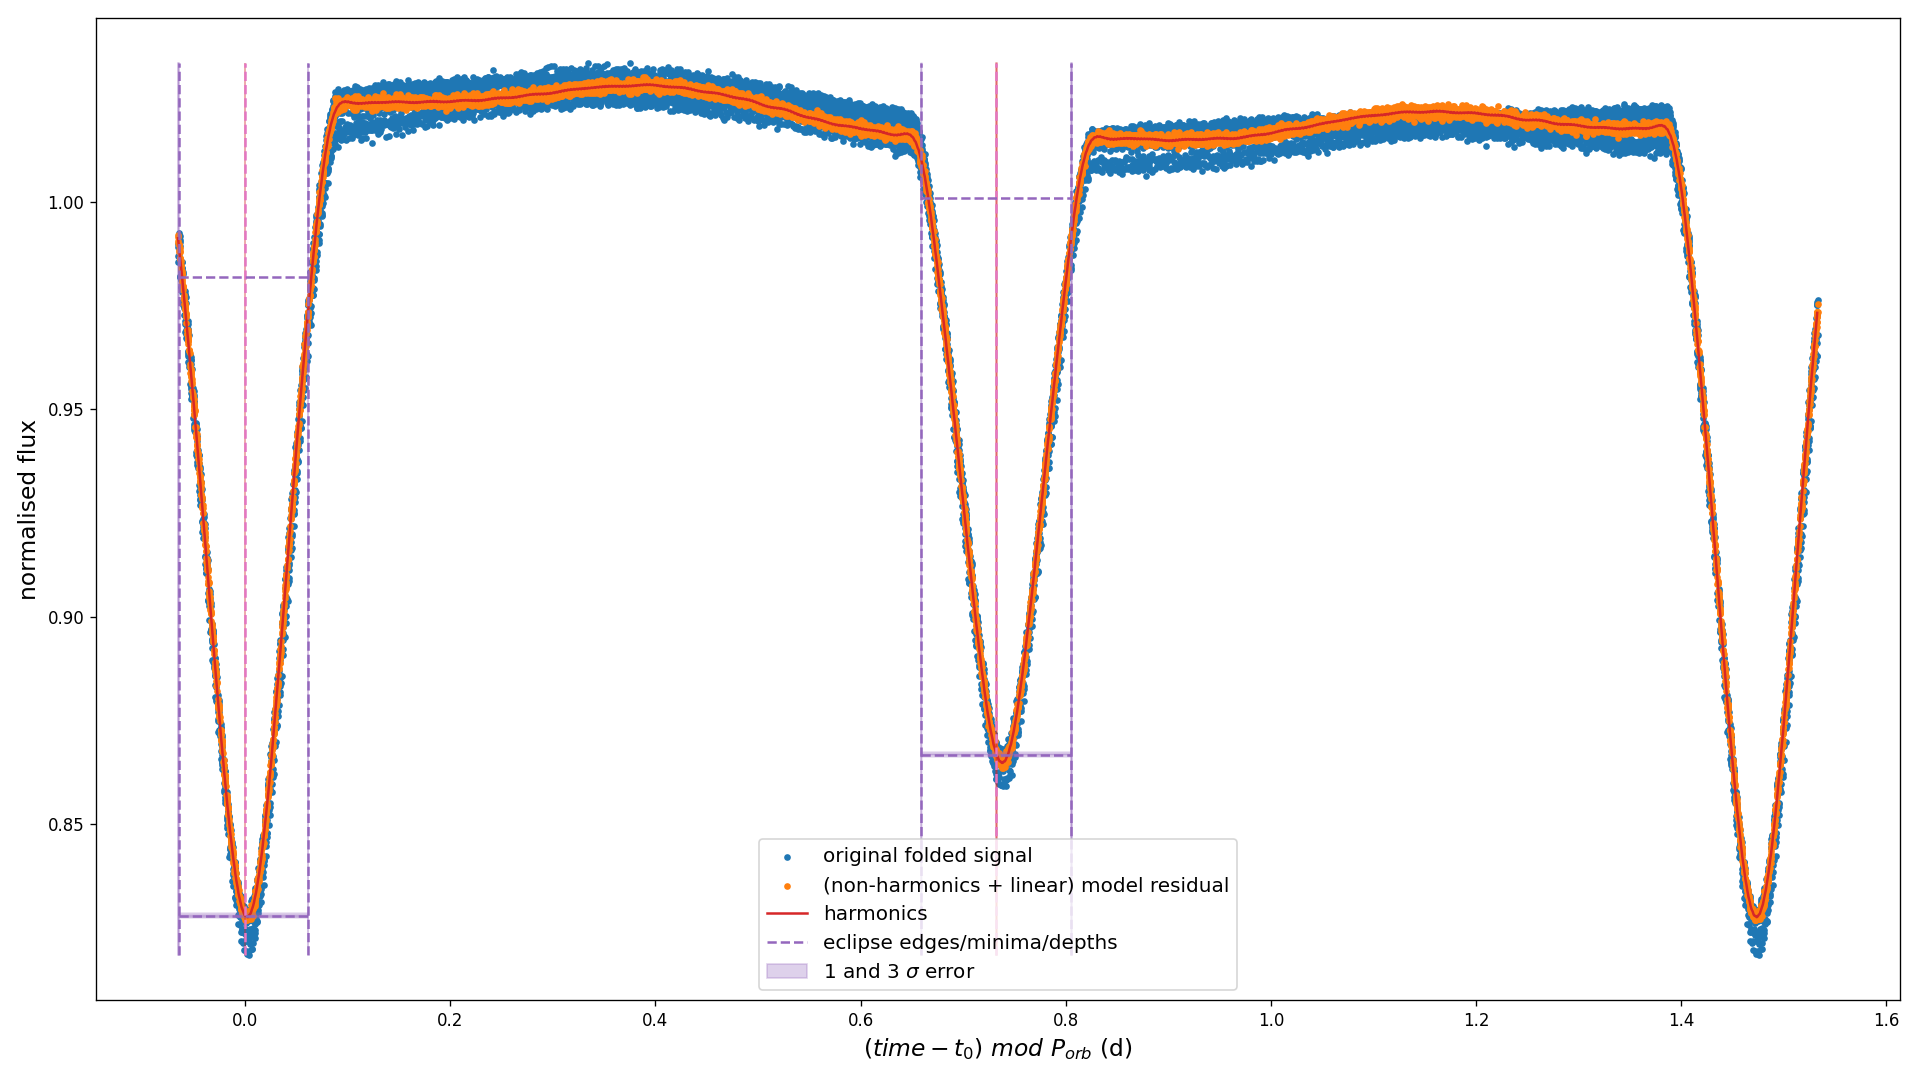 normalised flux
1.00
0.95
0.90
0.85
original folded signal
(non-harmonics + linear) model residual
harmonics
eclipse edges/minima/depths
1 and 3 σ error
0.0 0.2 0.4 0.6 0.8 1.0 1.2 1.4 1.6
(time − t₀) mod Pₒᵣb (d)